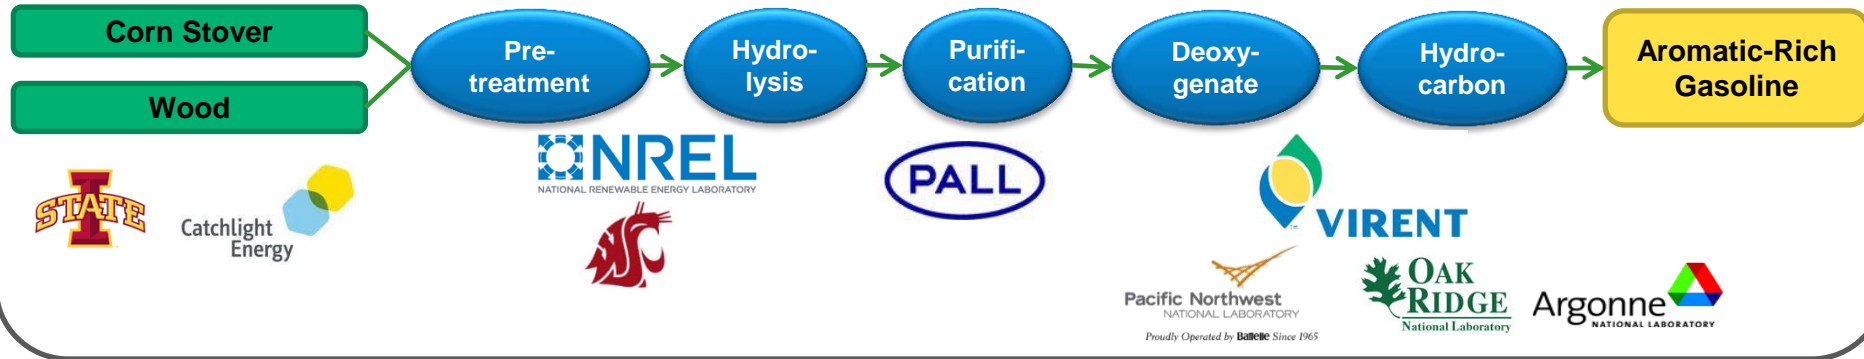 Corn Stover
Wood
Pre-
treatment
Hydro-
lysis
Purifi-
cation
Deoxy-
genate
Hydro-
carbon
Aromatic-Rich
Gasoline
I
STATE
Catchlight
Energy
NREL
NATIONAL RENEWABLE ENERGY LABORATORY
WSC
PALL
VIRENT
TM
Pacific Northwest
NATIONAL LABORATORY
Proudly Operated by Battelle Since 1965
OAK
RIDGE
National Laboratory
Argonne
NATIONAL LABORATORY